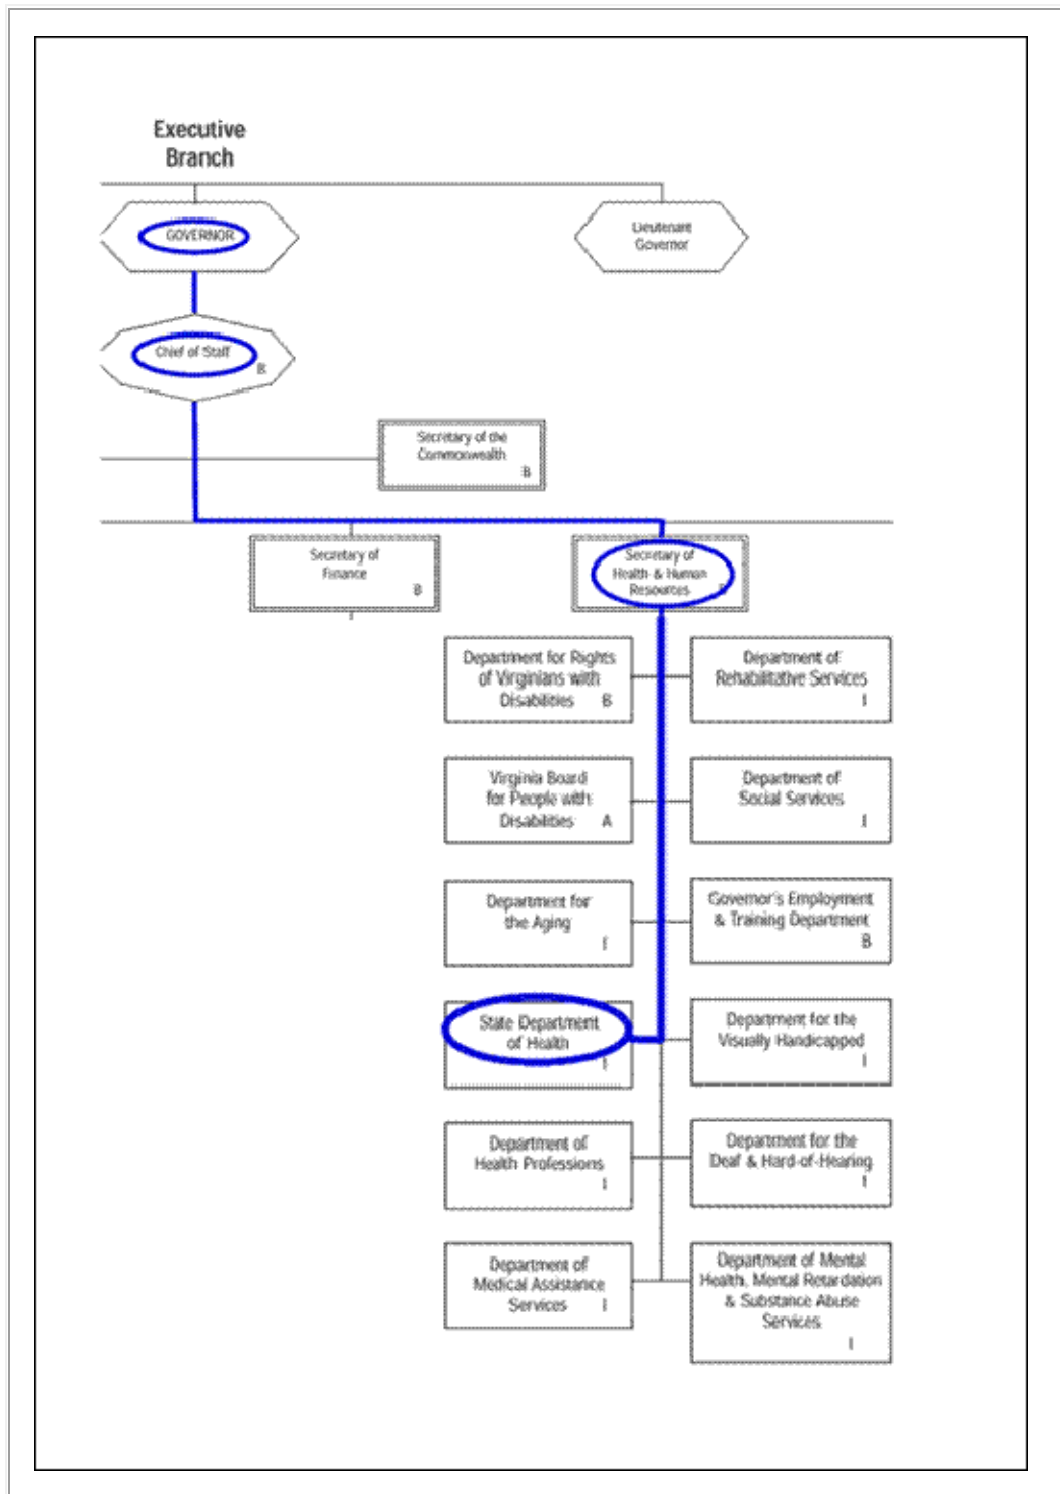 Executive
Branch
GOVERNOR
Lieutenant
Governor
Chief of Staff
B
Secretary of the
Commonwealth
B
Secretary of
Finance
B
Secretary of
Health & Human
Resources
B
Department for Rights
of Virginians with
Disabilities B
Department of
Rehabilitative Services
I
Virginia Board
for People with
Disabilities A
Department of
Social Services
I
Department for
the Aging
I
Governor's Employment
& Training Department
B
State Department
of Health
I
Department for the
Visually Handicapped
I
Department of
Health Professions
I
Department for the
Deaf & Hard-of-Hearing
I
Department of
Medical Assistance
Services I
Department of Mental
Health, Mental Retardation
& Substance Abuse
Services
I